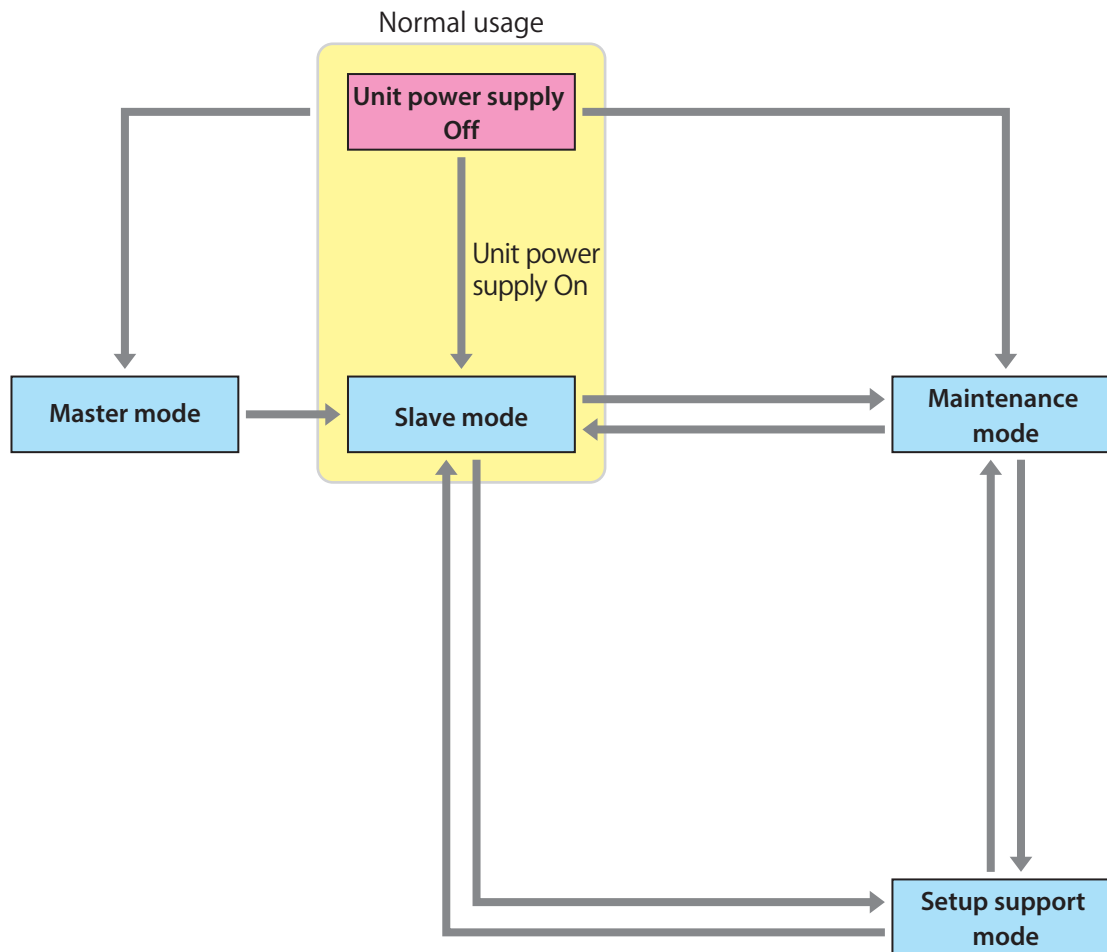 Normal usage
Unit power supply
Off
Unit power
supply On
Master mode
Slave mode
Maintenance
mode
Setup support
mode